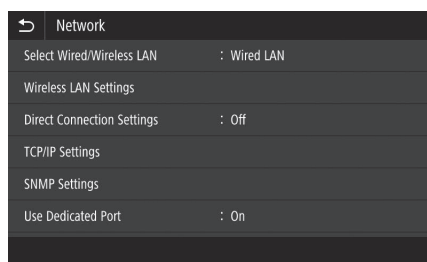 Network
Select Wired/Wireless LAN : Wired LAN
Wireless LAN Settings
Direct Connection Settings : Off
TCP/IP Settings
SNMP Settings
Use Dedicated Port : On